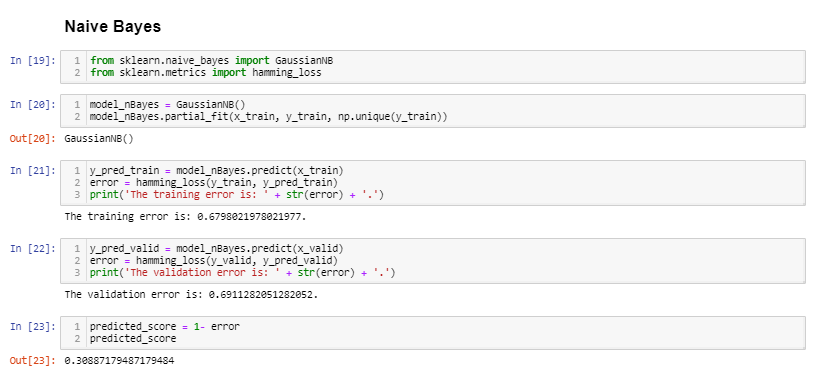 Naive Bayes
In [19]: 1 from sklearn.naive_bayes import GaussianNB
2 from sklearn.metrics import hamming_loss
In [20]: 1 model_nBayes = GaussianNB()
2 model_nBayes.partial_fit(x_train, y_train, np.unique(y_train))
Out[20]: GaussianNB()
In [21]: 1 y_pred_train = model_nBayes.predict(x_train)
2 error = hamming_loss(y_train, y_pred_train)
3 print('The training error is: ' + str(error) + '.')
The training error is: 0.6798021978021977.
In [22]: 1 y_pred_valid = model_nBayes.predict(x_valid)
2 error = hamming_loss(y_valid, y_pred_valid)
3 print('The validation error is: ' + str(error) + '.')
The validation error is: 0.6911282051282052.
In [23]: 1 predicted_score = 1- error
2 predicted_score
Out[23]: 0.30887179487179484